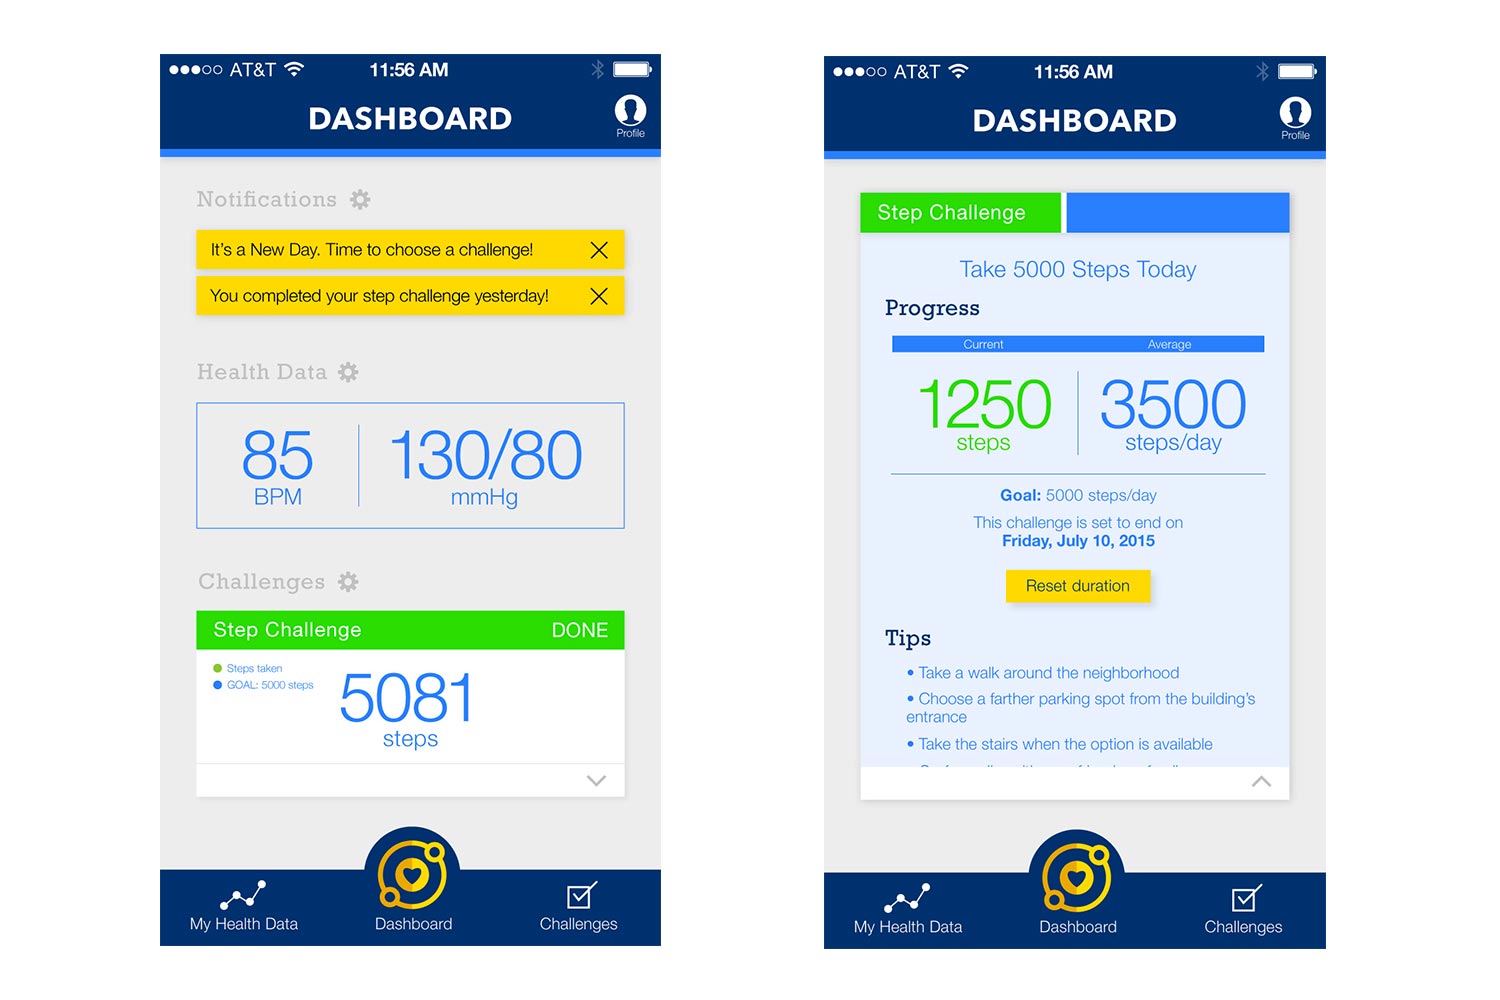 AT&T 11:56 AM
DASHBOARD
Profile
Notifications
It's a New Day. Time to choose a challenge!
You completed your step challenge yesterday!
Health Data
85 130/80
BPM mmHg
Challenges
Step Challenge DONE
Steps taken
GOAL: 5000 steps
5081
steps
My Health Data Dashboard Challenges
AT&T 11:56 AM
DASHBOARD
Profile
Step Challenge
Take 5000 Steps Today
Progress
Current Average
1250 3500
steps steps/day
Goal: 5000 steps/day
This challenge is set to end on
Friday, July 10, 2015
Reset duration
Tips
• Take a walk around the neighborhood
• Choose a farther parking spot from the building's
entrance
• Take the stairs when the option is available
My Health Data Dashboard Challenges